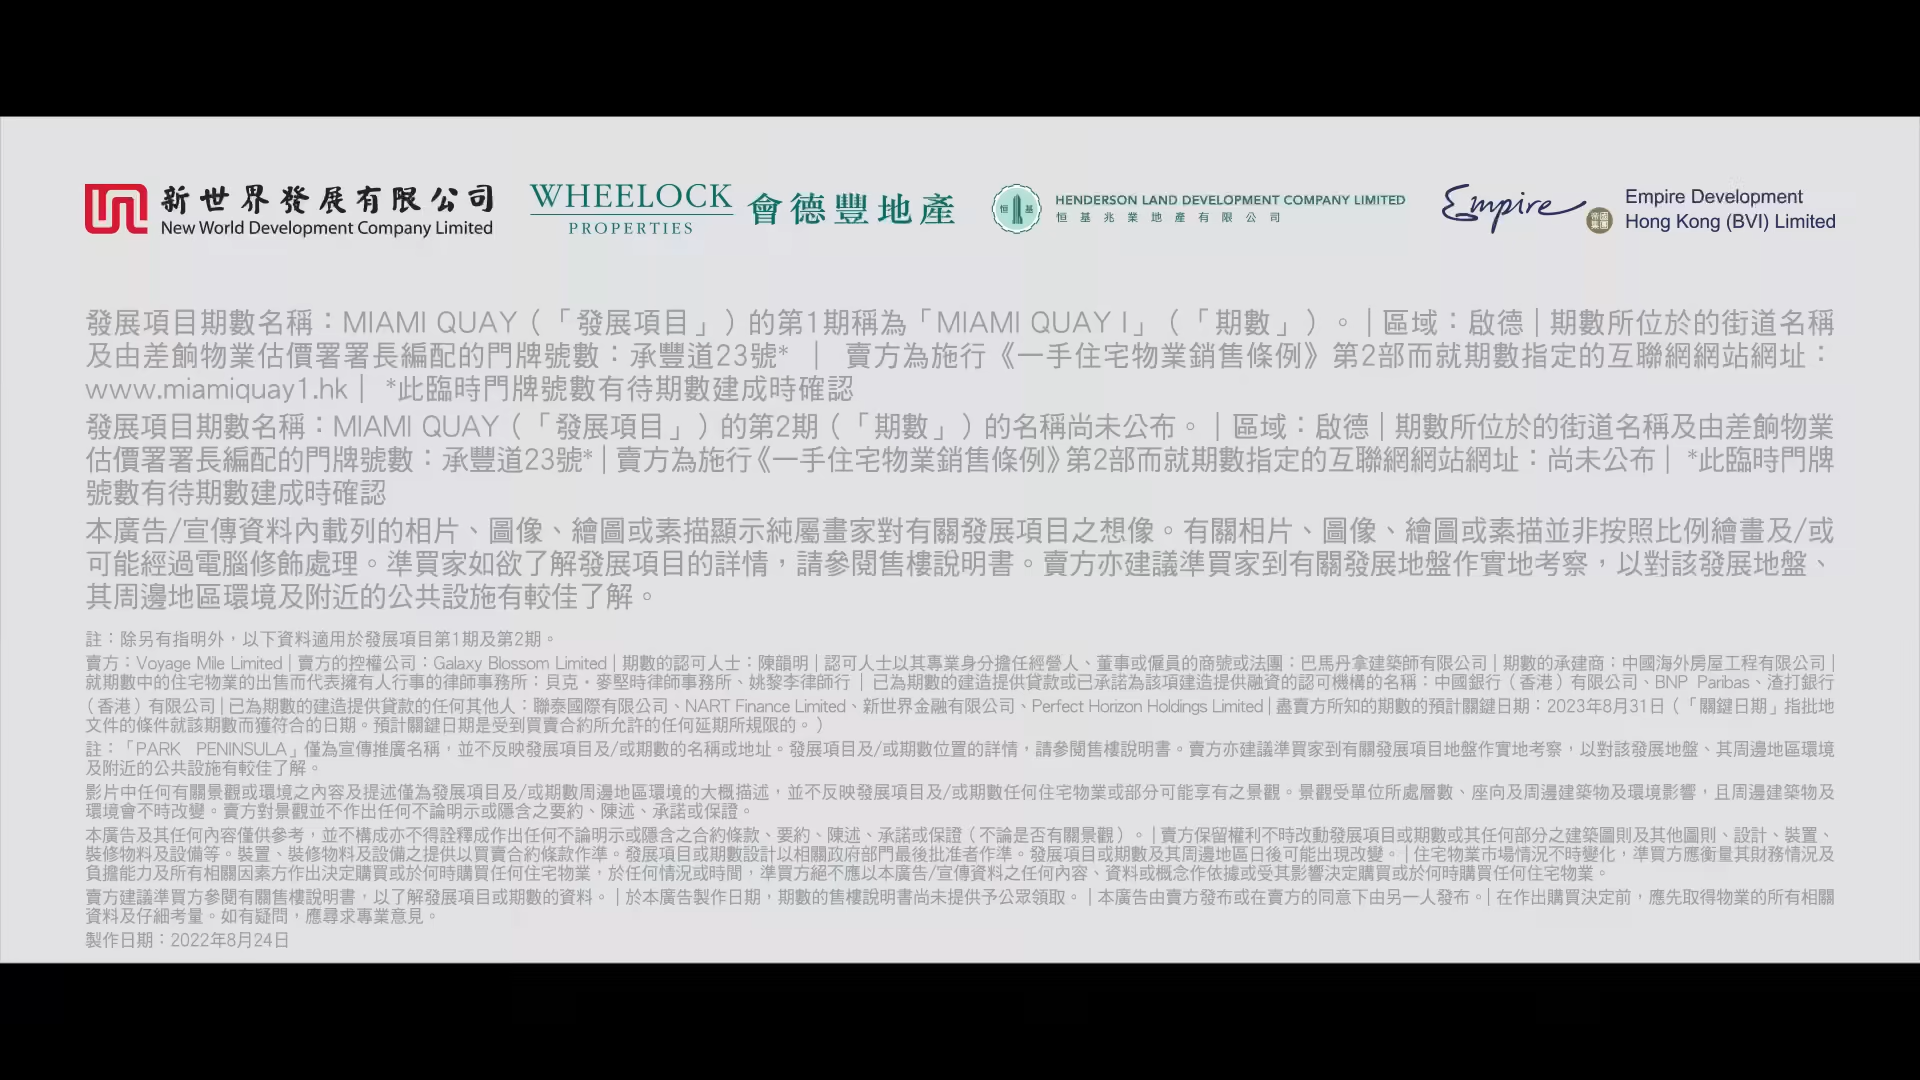 新世界發展有限公司
New World Development Company Limited
WHEELOCK
PROPERTIES
會德豐地產
恒基
HENDERSON LAND DEVELOPMENT COMPANY LIMITED
恒基兆業地產有限公司
Empire
帝國集團
Empire Development
Hong Kong (BVI) Limited
發展項目期數名稱：MIAMI QUAY（「發展項目」）的第1期稱為「MIAMI QUAY I」（「期數」）。｜區域：啟德｜期數所位於的街道名稱
及由差餉物業估價署署長編配的門牌號數：承豐道23號* ｜ 賣方為施行《一手住宅物業銷售條例》第2部而就期數指定的互聯網網站網址：
www.miamiquay1.hk｜ *此臨時門牌號數有待期數建成時確認
發展項目期數名稱：MIAMI QUAY（「發展項目」）的第2期（「期數」）的名稱尚未公布。｜區域：啟德｜期數所位於的街道名稱及由差餉物業
估價署署長編配的門牌號數：承豐道23號*｜賣方為施行《一手住宅物業銷售條例》第2部而就期數指定的互聯網網站網址：尚未公布｜ *此臨時門牌
號數有待期數建成時確認
本廣告/宣傳資料內載列的相片、圖像、繪圖或素描顯示純屬畫家對有關發展項目之想像。有關相片、圖像、繪圖或素描並非按照比例繪畫及/或
可能經過電腦修飾處理。準買家如欲了解發展項目的詳情，請參閱售樓說明書。賣方亦建議準買家到有關發展地盤作實地考察，以對該發展地盤、
其周邊地區環境及附近的公共設施有較佳了解。
註：除另有指明外，以下資料適用於發展項目第1期及第2期。
賣方：Voyage Mile Limited｜賣方的控權公司：Galaxy Blossom Limited｜期數的認可人士：陳韻明｜認可人士以其專業身分擔任經營人、董事或僱員的商號或法團：巴馬丹拿建築師有限公司｜期數的承建商：中國海外房屋工程有限公司｜
就期數中的住宅物業的出售而代表擁有人行事的律師事務所：貝克・麥堅時律師事務所、姚黎李律師行 ｜ 已為期數的建造提供貸款或已承諾為該項建造提供融資的認可機構的名稱：中國銀行（香港）有限公司、BNP Paribas、渣打銀行
（香港）有限公司｜已為期數的建造提供貸款的任何其他人：聯泰國際有限公司、NART Finance Limited、新世界金融有限公司、Perfect Horizon Holdings Limited｜盡賣方所知的期數的預計關鍵日期：2023年8月31日（「關鍵日期」指批地
文件的條件就該期數而獲符合的日期。預計關鍵日期是受到買賣合約所允許的任何延期所規限的。）
註：「PARK PENINSULA」僅為宣傳推廣名稱，並不反映發展項目及/或期數的名稱或地址。發展項目及/或期數位置的詳情，請參閱售樓說明書。賣方亦建議準買家到有關發展項目地盤作實地考察，以對該發展地盤、其周邊地區環境
及附近的公共設施有較佳了解。
影片中任何有關景觀或環境之內容及提述僅為發展項目及/或期數周邊地區環境的大概描述，並不反映發展項目及/或期數任何住宅物業或部分可能享有之景觀。景觀受單位所處層數、座向及周邊建築物及環境影響，且周邊建築物及
環境會不時改變。賣方對景觀並不作出任何不論明示或隱含之要約、陳述、承諾或保證。
本廣告及其任何內容僅供參考，並不構成亦不得詮釋成作出任何不論明示或隱含之合約條款、要約、陳述、承諾或保證（不論是否有關景觀）。｜賣方保留權利不時改動發展項目或期數或其任何部分之建築圖則及其他圖則、設計、裝置、
裝修物料及設備等。裝置、裝修物料及設備之提供以買賣合約條款作準。發展項目或期數設計以相關政府部門最後批准者作準。發展項目或期數及其周邊地區日後可能出現改變。｜住宅物業市場情況不時變化，準買方應衡量其財務情況及
負擔能力及所有相關因素方作出決定購買或於何時購買任何住宅物業，於任何情況或時間，準買方絕不應以本廣告/宣傳資料之任何內容、資料或概念作依據或受其影響決定購買或於何時購買任何住宅物業。
賣方建議準買方參閱有關售樓說明書，以了解發展項目或期數的資料。｜於本廣告製作日期，期數的售樓說明書尚未提供予公眾領取。｜本廣告由賣方發布或在賣方的同意下由另一人發布。｜在作出購買決定前，應先取得物業的所有相關
資料及仔細考量。如有疑問，應尋求專業意見。
製作日期：2022年8月24日